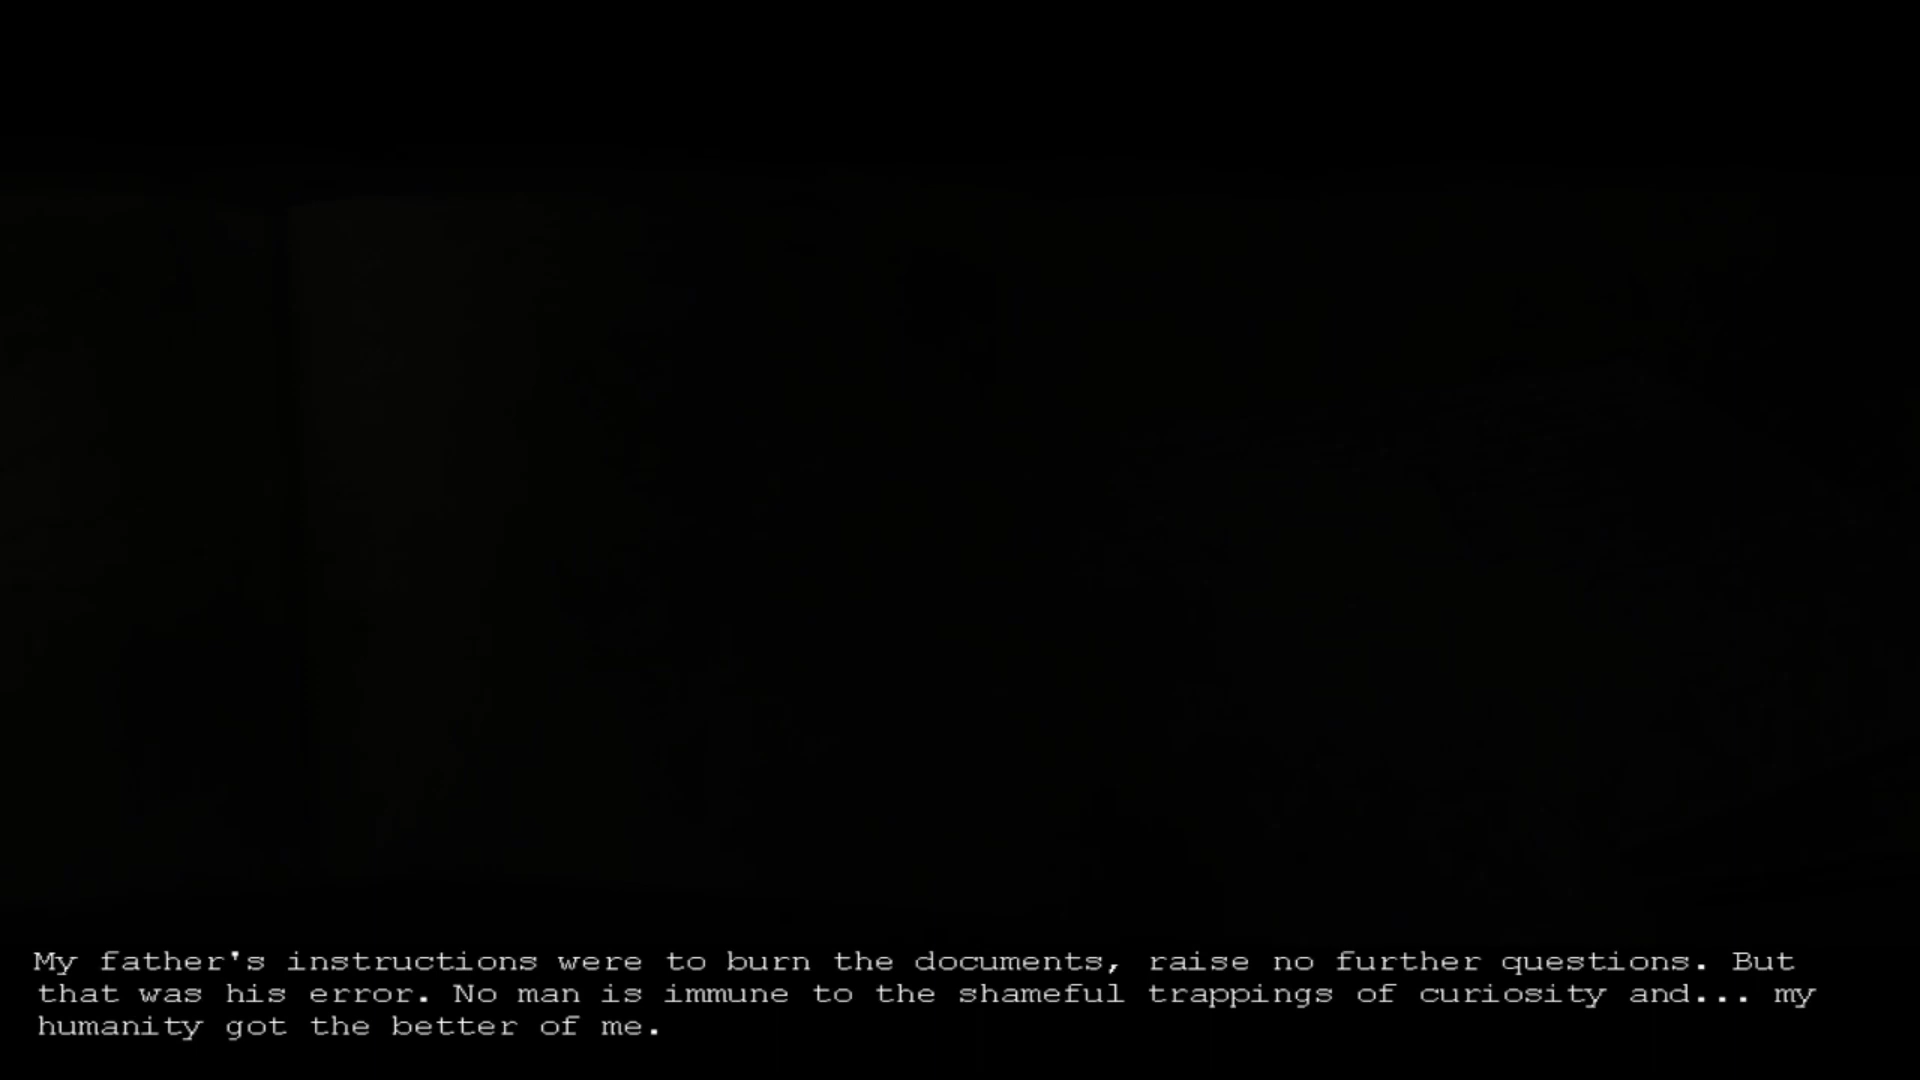 My father's instructions were to burn the documents, raise no further questions. But
that was his error. No man is immune to the shameful trappings of curiosity and... my
humanity got the better of me.